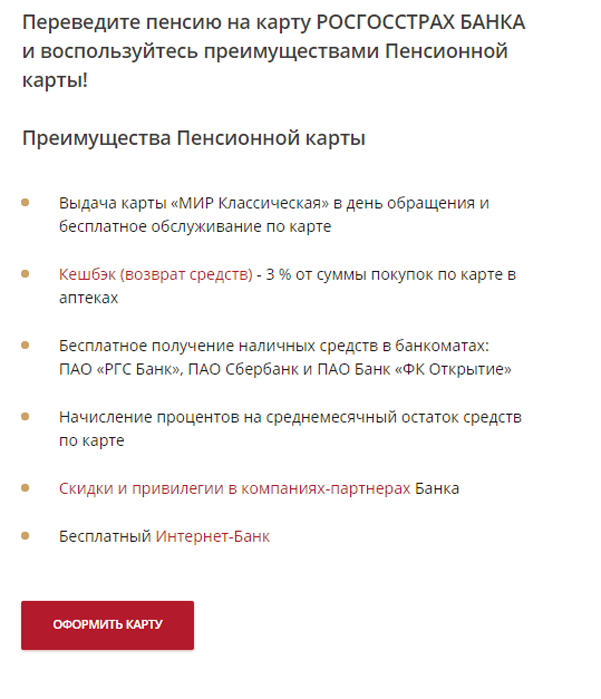 Переведите пенсию на карту РОСГОССТРАХ БАНКА
и воспользуйтесь преимуществами Пенсионной
карты!
Преимущества Пенсионной карты
Выдача карты «МИР Классическая» в день обращения и
бесплатное обслуживание по карте
Кешбэк (возврат средств) - 3 % от суммы покупок по карте в
аптеках
Бесплатное получение наличных средств в банкоматах:
ПАО «РГС Банк», ПАО Сбербанк и ПАО Банк «ФК Открытие»
Начисление процентов на среднемесячный остаток средств
по карте
Скидки и привилегии в компаниях-партнерах Банка
Бесплатный Интернет-Банк
ОФОРМИТЬ КАРТУ